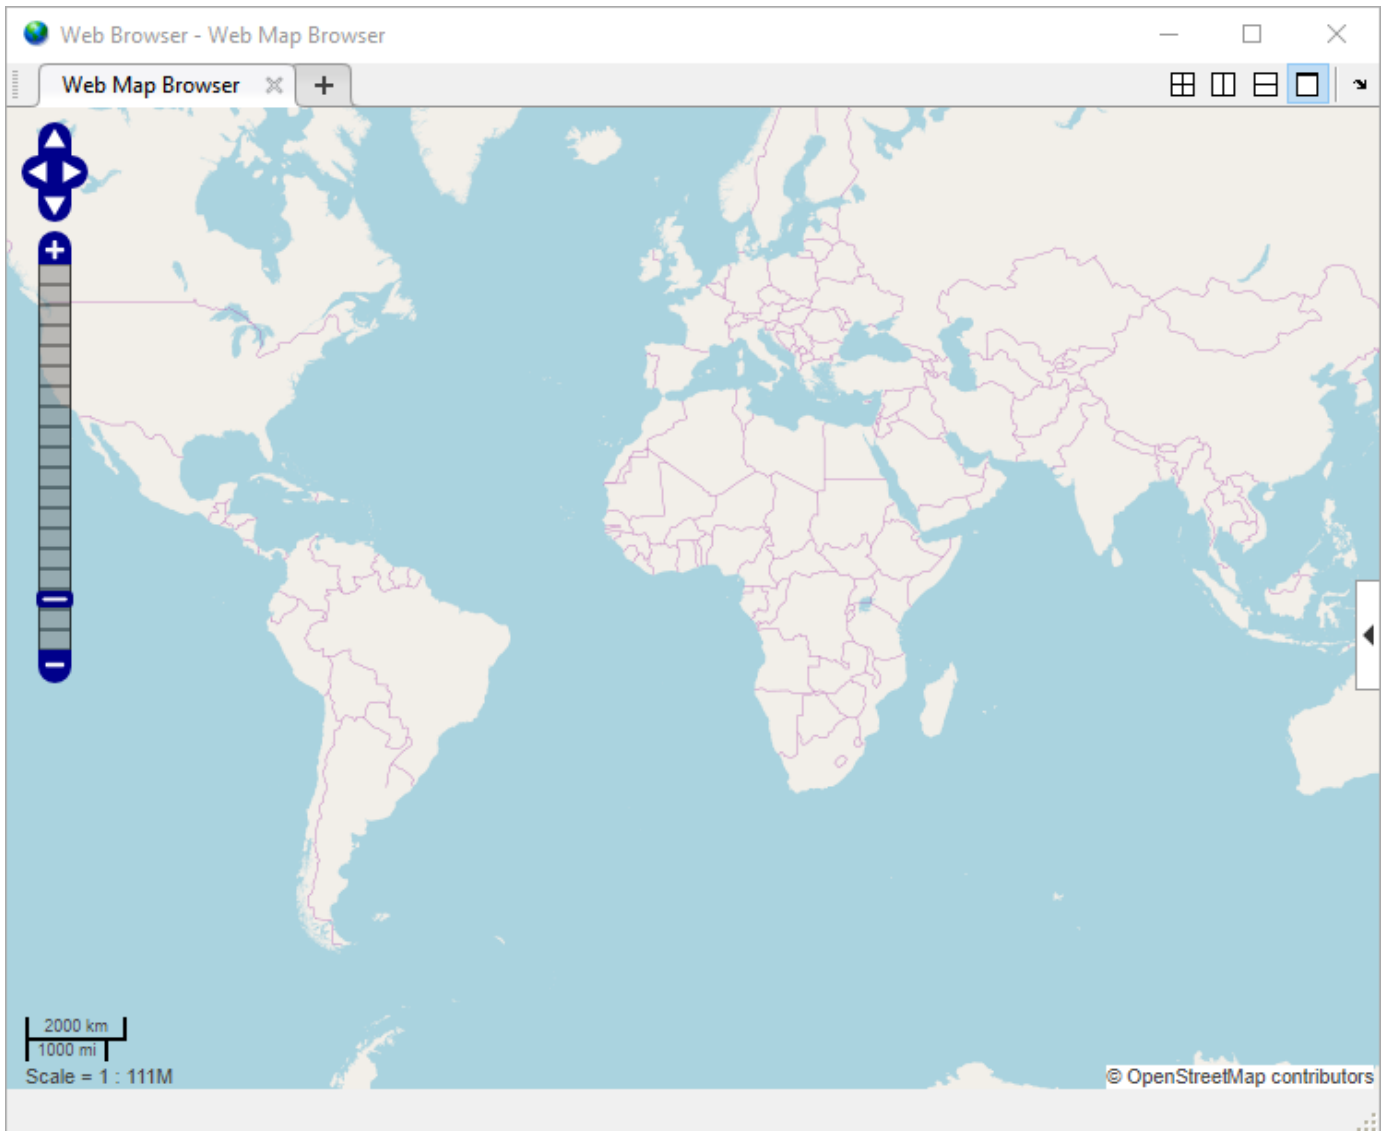 Web Browser - Web Map Browser
Web Map Browser
2000 km
1000 mi
Scale = 1 : 111M
© OpenStreetMap contributors